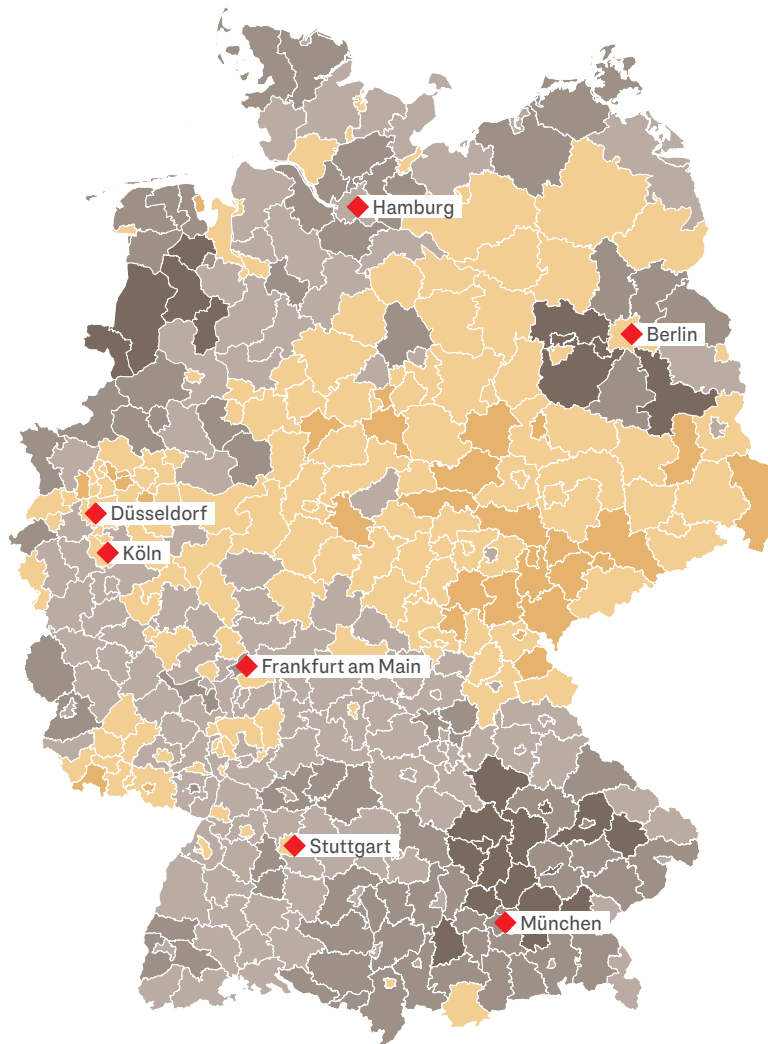 Hamburg
Berlin
Düsseldorf
Köln
Frankfurt am Main
Stuttgart
München